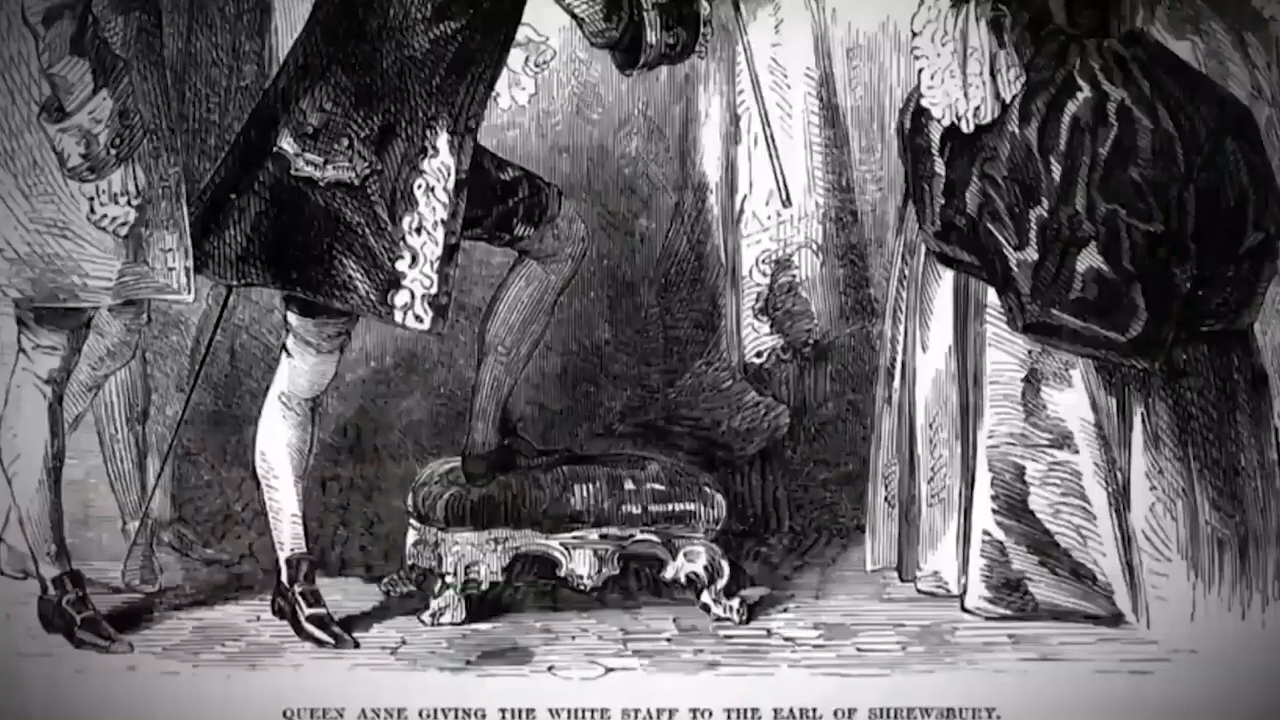 QUEEN ANNE GIVING THE WHITE STAFF TO THE EARL OF SHREWSBURY.